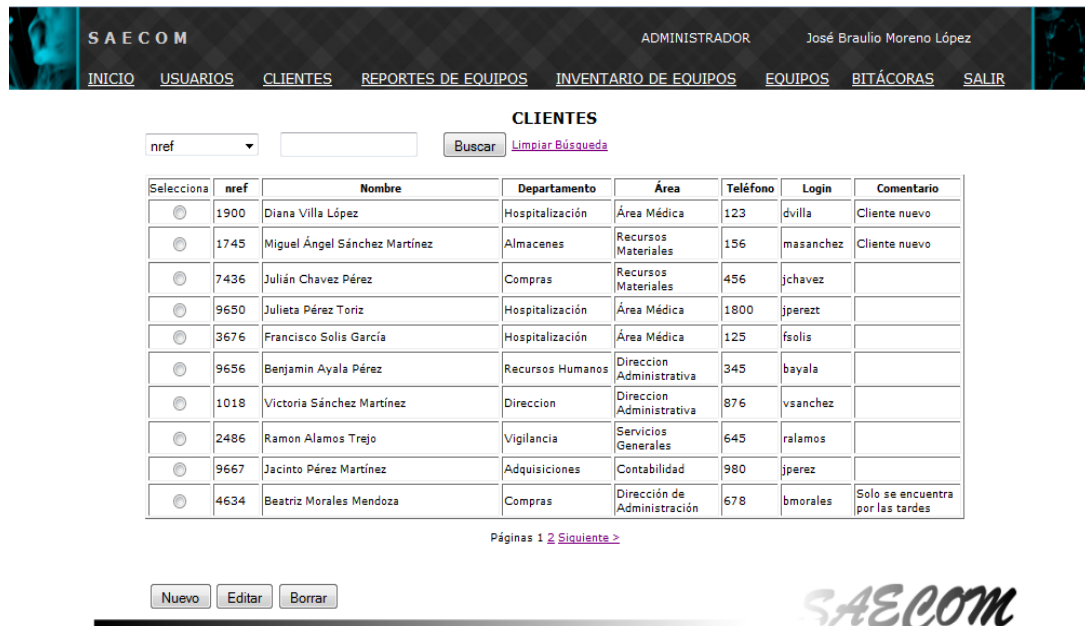 SAECOM ADMINISTRADOR José Braulio Moreno López
INICIO USUARIOS CLIENTES REPORTES DE EQUIPOS INVENTARIO DE EQUIPOS EQUIPOS BITÁCORAS SALIR
CLIENTES
nref Buscar Limpiar Búsqueda
Selecciona nref Nombre Departamento Área Teléfono Login Comentario
1900 Diana Villa López Hospitalización Área Médica 123 dvilla Cliente nuevo
1745 Miguel Ángel Sánchez Martínez Almacenes Recursos Materiales 156 masanchez Cliente nuevo
7436 Julián Chavez Pérez Compras Recursos Materiales 456 jchavez
9650 Julieta Pérez Toriz Hospitalización Área Médica 1800 jperezt
3676 Francisco Solis García Hospitalización Área Médica 125 fsolis
9656 Benjamin Ayala Pérez Recursos Humanos Direccion Administrativa 345 bayala
1018 Victoria Sánchez Martínez Direccion Direccion Administrativa 876 vsanchez
2486 Ramon Alamos Trejo Vigilancia Servicios Generales 645 ralamos
9667 Jacinto Pérez Martínez Adquisiciones Contabilidad 980 jperez
4634 Beatriz Morales Mendoza Compras Dirección de Administración 678 bmorales Solo se encuentra por las tardes
Páginas 1 2 Siguiente >
Nuevo Editar Borrar
SAECOM